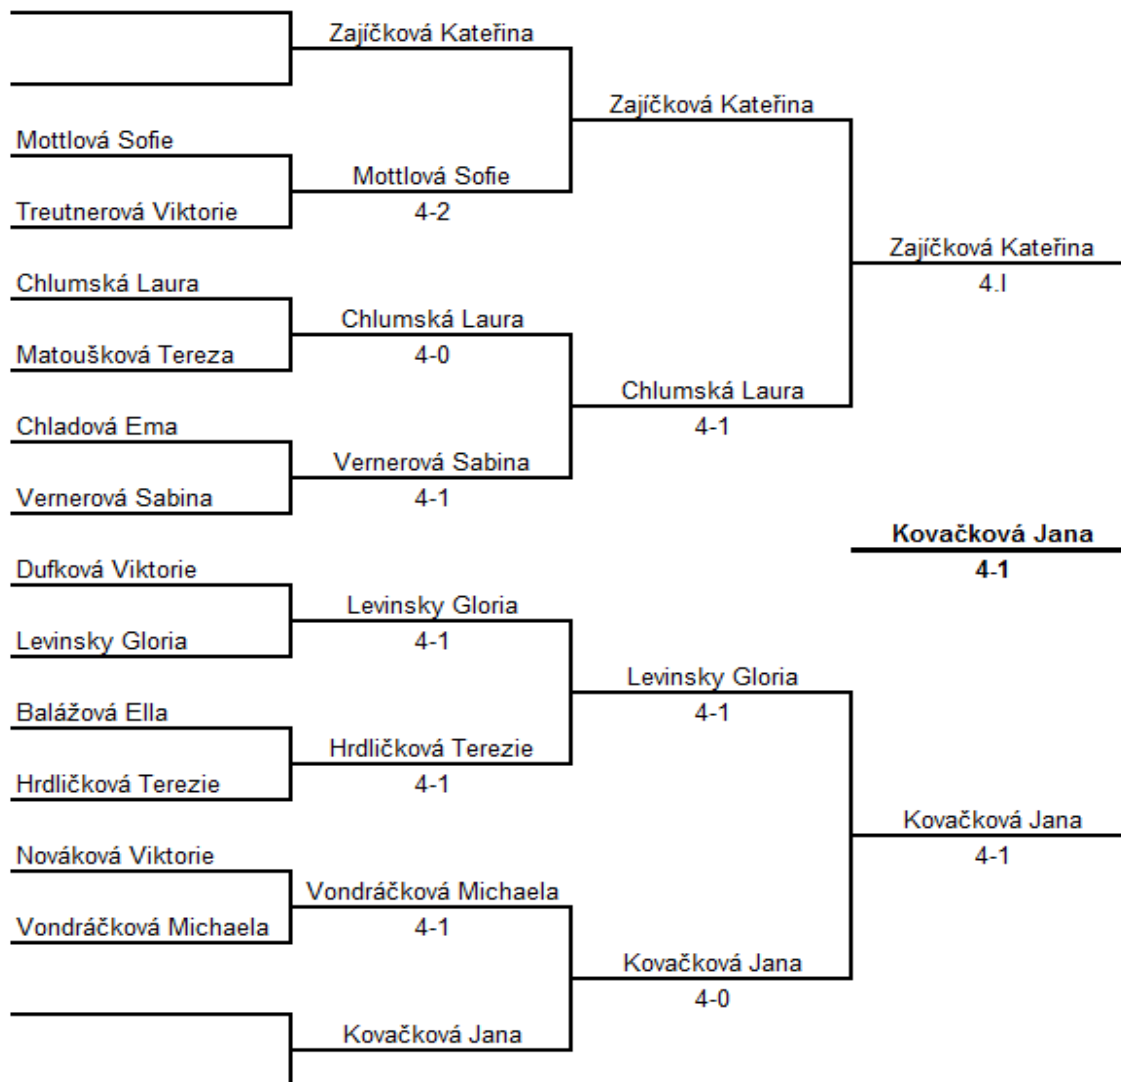 Zajíčková Kateřina
Zajíčková Kateřina
Mottlová Sofie
Mottlová Sofie
Treutnerová Viktorie
4-2
Zajíčková Kateřina
Chlumská Laura
4.I
Chlumská Laura
Matoušková Tereza
4-0
Chlumská Laura
Chladová Ema
4-1
Vernerová Sabina
Vernerová Sabina
4-1
Kovačková Jana
Dufková Viktorie
4-1
Levinsky Gloria
Levinsky Gloria
4-1
Levinsky Gloria
Balážová Ella
4-1
Hrdličková Terezie
Hrdličková Terezie
4-1
Kovačková Jana
Nováková Viktorie
4-1
Vondráčková Michaela
Vondráčková Michaela
4-1
Kovačková Jana
4-0
Kovačková Jana